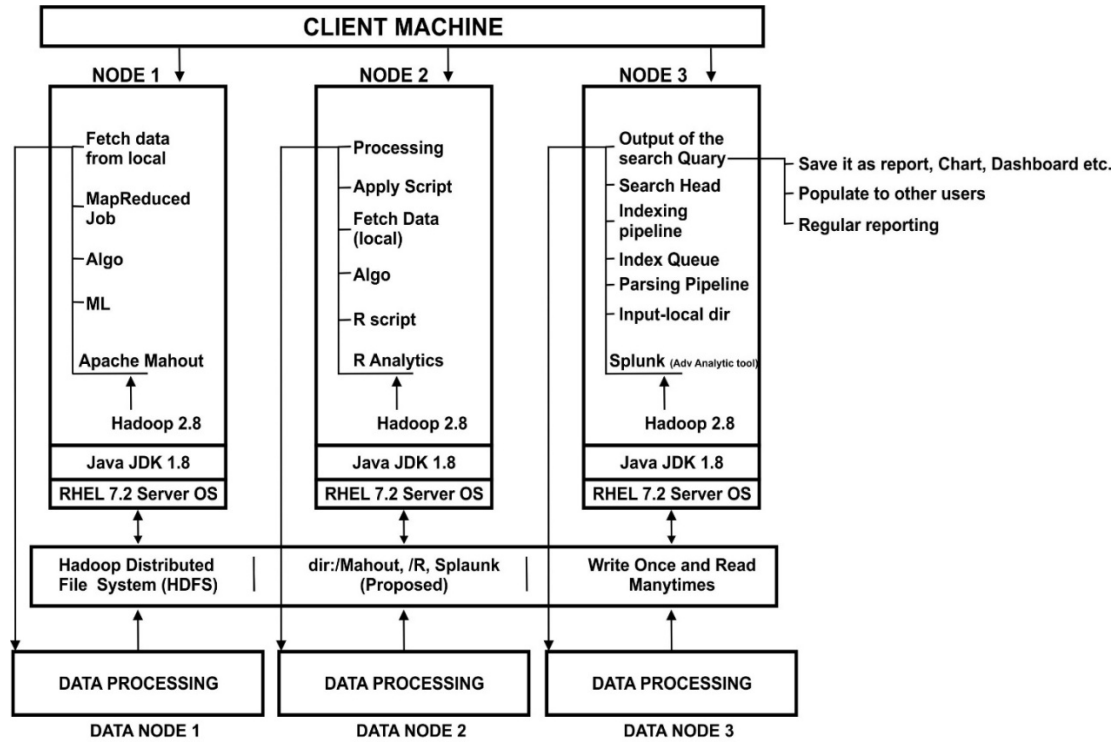 CLIENT MACHINE
NODE 1
Fetch data
from local
MapReduced
Job
Algo
ML
Apache Mahout
Hadoop 2.8
Java JDK 1.8
RHEL 7.2 Server OS
NODE 2
Processing
Apply Script
Fetch Data
(local)
Algo
R script
R Analytics
Hadoop 2.8
Java JDK 1.8
RHEL 7.2 Server OS
NODE 3
Output of the
search Quary
Search Head
Indexing
pipeline
Index Queue
Parsing Pipeline
Input-local dir
Splunk (Adv Analytic tool)
Hadoop 2.8
Java JDK 1.8
RHEL 7.2 Server OS
Save it as report, Chart, Dashboard etc.
Populate to other users
Regular reporting
Hadoop Distributed
File System (HDFS)
dir:/Mahout, /R, Splaunk
(Proposed)
Write Once and Read
Manytimes
DATA PROCESSING
DATA NODE 1
DATA PROCESSING
DATA NODE 2
DATA PROCESSING
DATA NODE 3